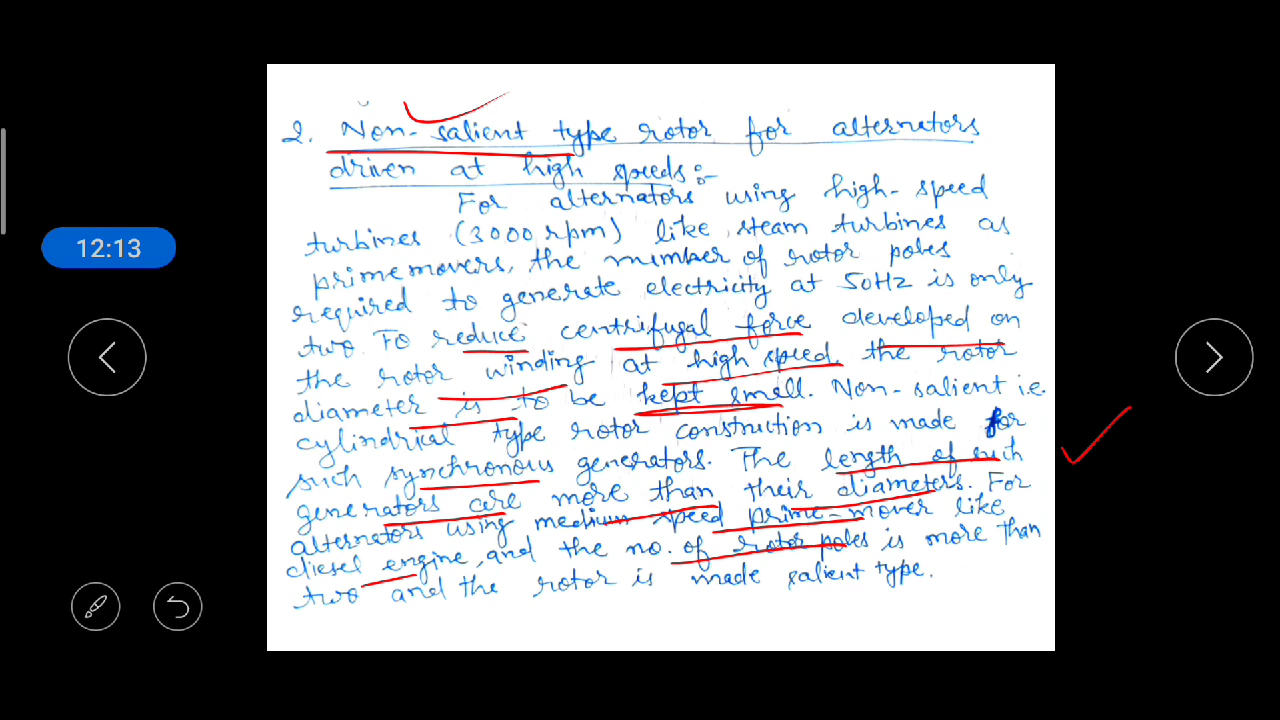 12:13
2. Non-salient type rotor for alternators
driven at high speeds:-
For alternators using high-speed
turbines (3000 rpm) like steam turbines as
primemovers, the number of rotor poles
required to generate electricity at 50HZ is only
two. To reduce centrifugal force developed on
the rotor winding at high speed, the rotor
diameter is to be kept small. Non-salient i.e.
cylindrical type rotor construction is made for
such synchronous generators. The length of such
generators are more than their diameters. For
alternators using medium speed prime-mover like
diesel engine, and the no. of rotor poles is more than
two and the rotor is made salient type.